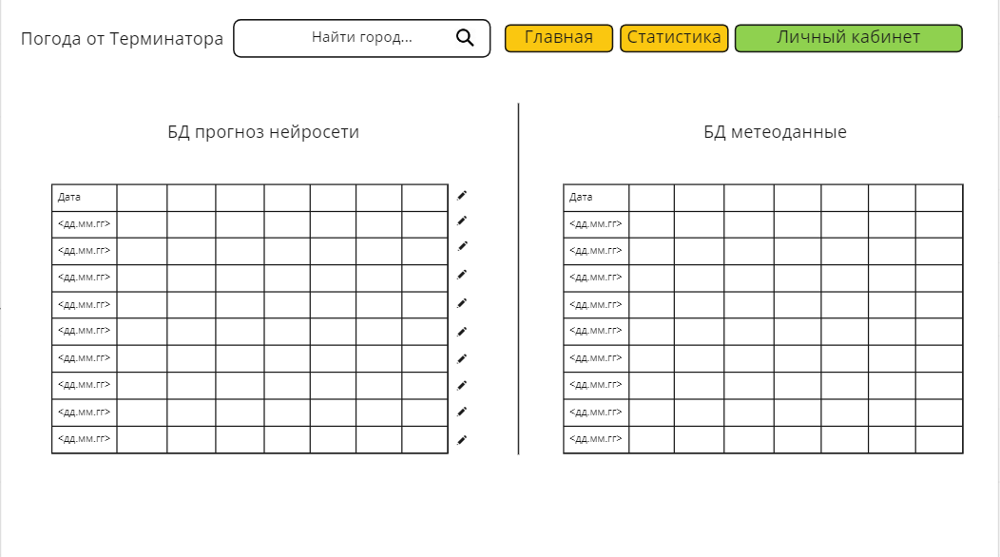 Погода от Терминатора
Найти город...
Главная
Статистика
Личный кабинет
БД прогноз нейросети
Дата
<дд.мм.гг>
<дд.мм.гг>
<дд.мм.гг>
<дд.мм.гг>
<дд.мм.гг>
<дд.мм.гг>
<дд.мм.гг>
<дд.мм.гг>
<дд.мм.гг>
БД метеоданные
Дата
<дд.мм.гг>
<дд.мм.гг>
<дд.мм.гг>
<дд.мм.гг>
<дд.мм.гг>
<дд.мм.гг>
<дд.мм.гг>
<дд.мм.гг>
<дд.мм.гг>